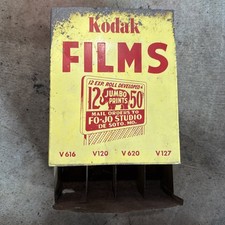 Kodak
FILMS
12 EXP. ROLL DEVELOPED &
12 JUMBO PRINTS 50¢
MAIL ORDERS TO
FO-JO STUDIO
DE SOTO, MO.
V616 V120 V620 V127